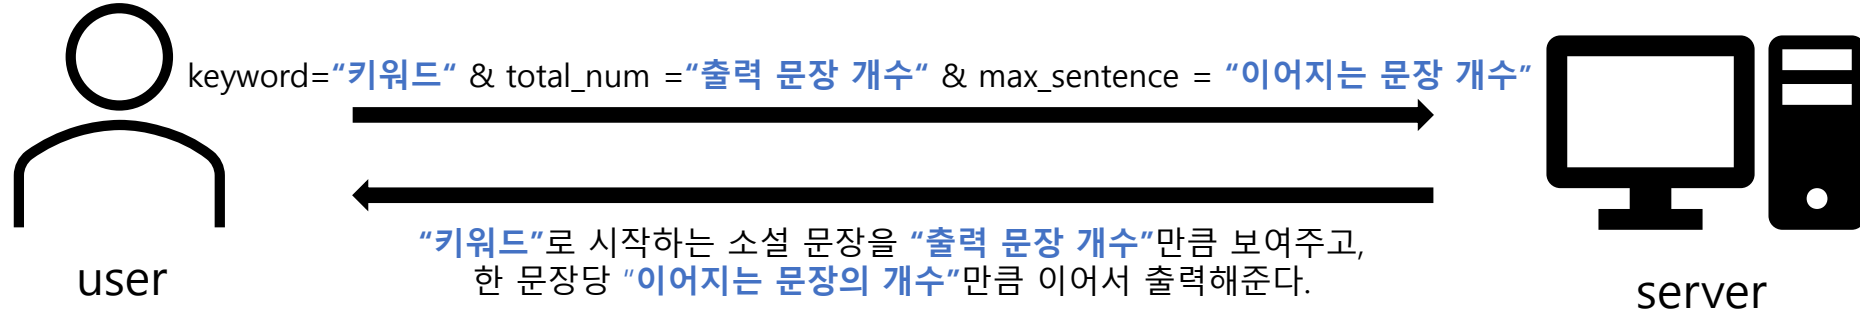 keyword=“키워드“ & total_num =“출력 문장 개수“ & max_sentence = “이어지는 문장 개수”
“키워드”로 시작하는 소설 문장을 “출력 문장 개수”만큼 보여주고,
한 문장당 “이어지는 문장의 개수”만큼 이어서 출력해준다.
user
server